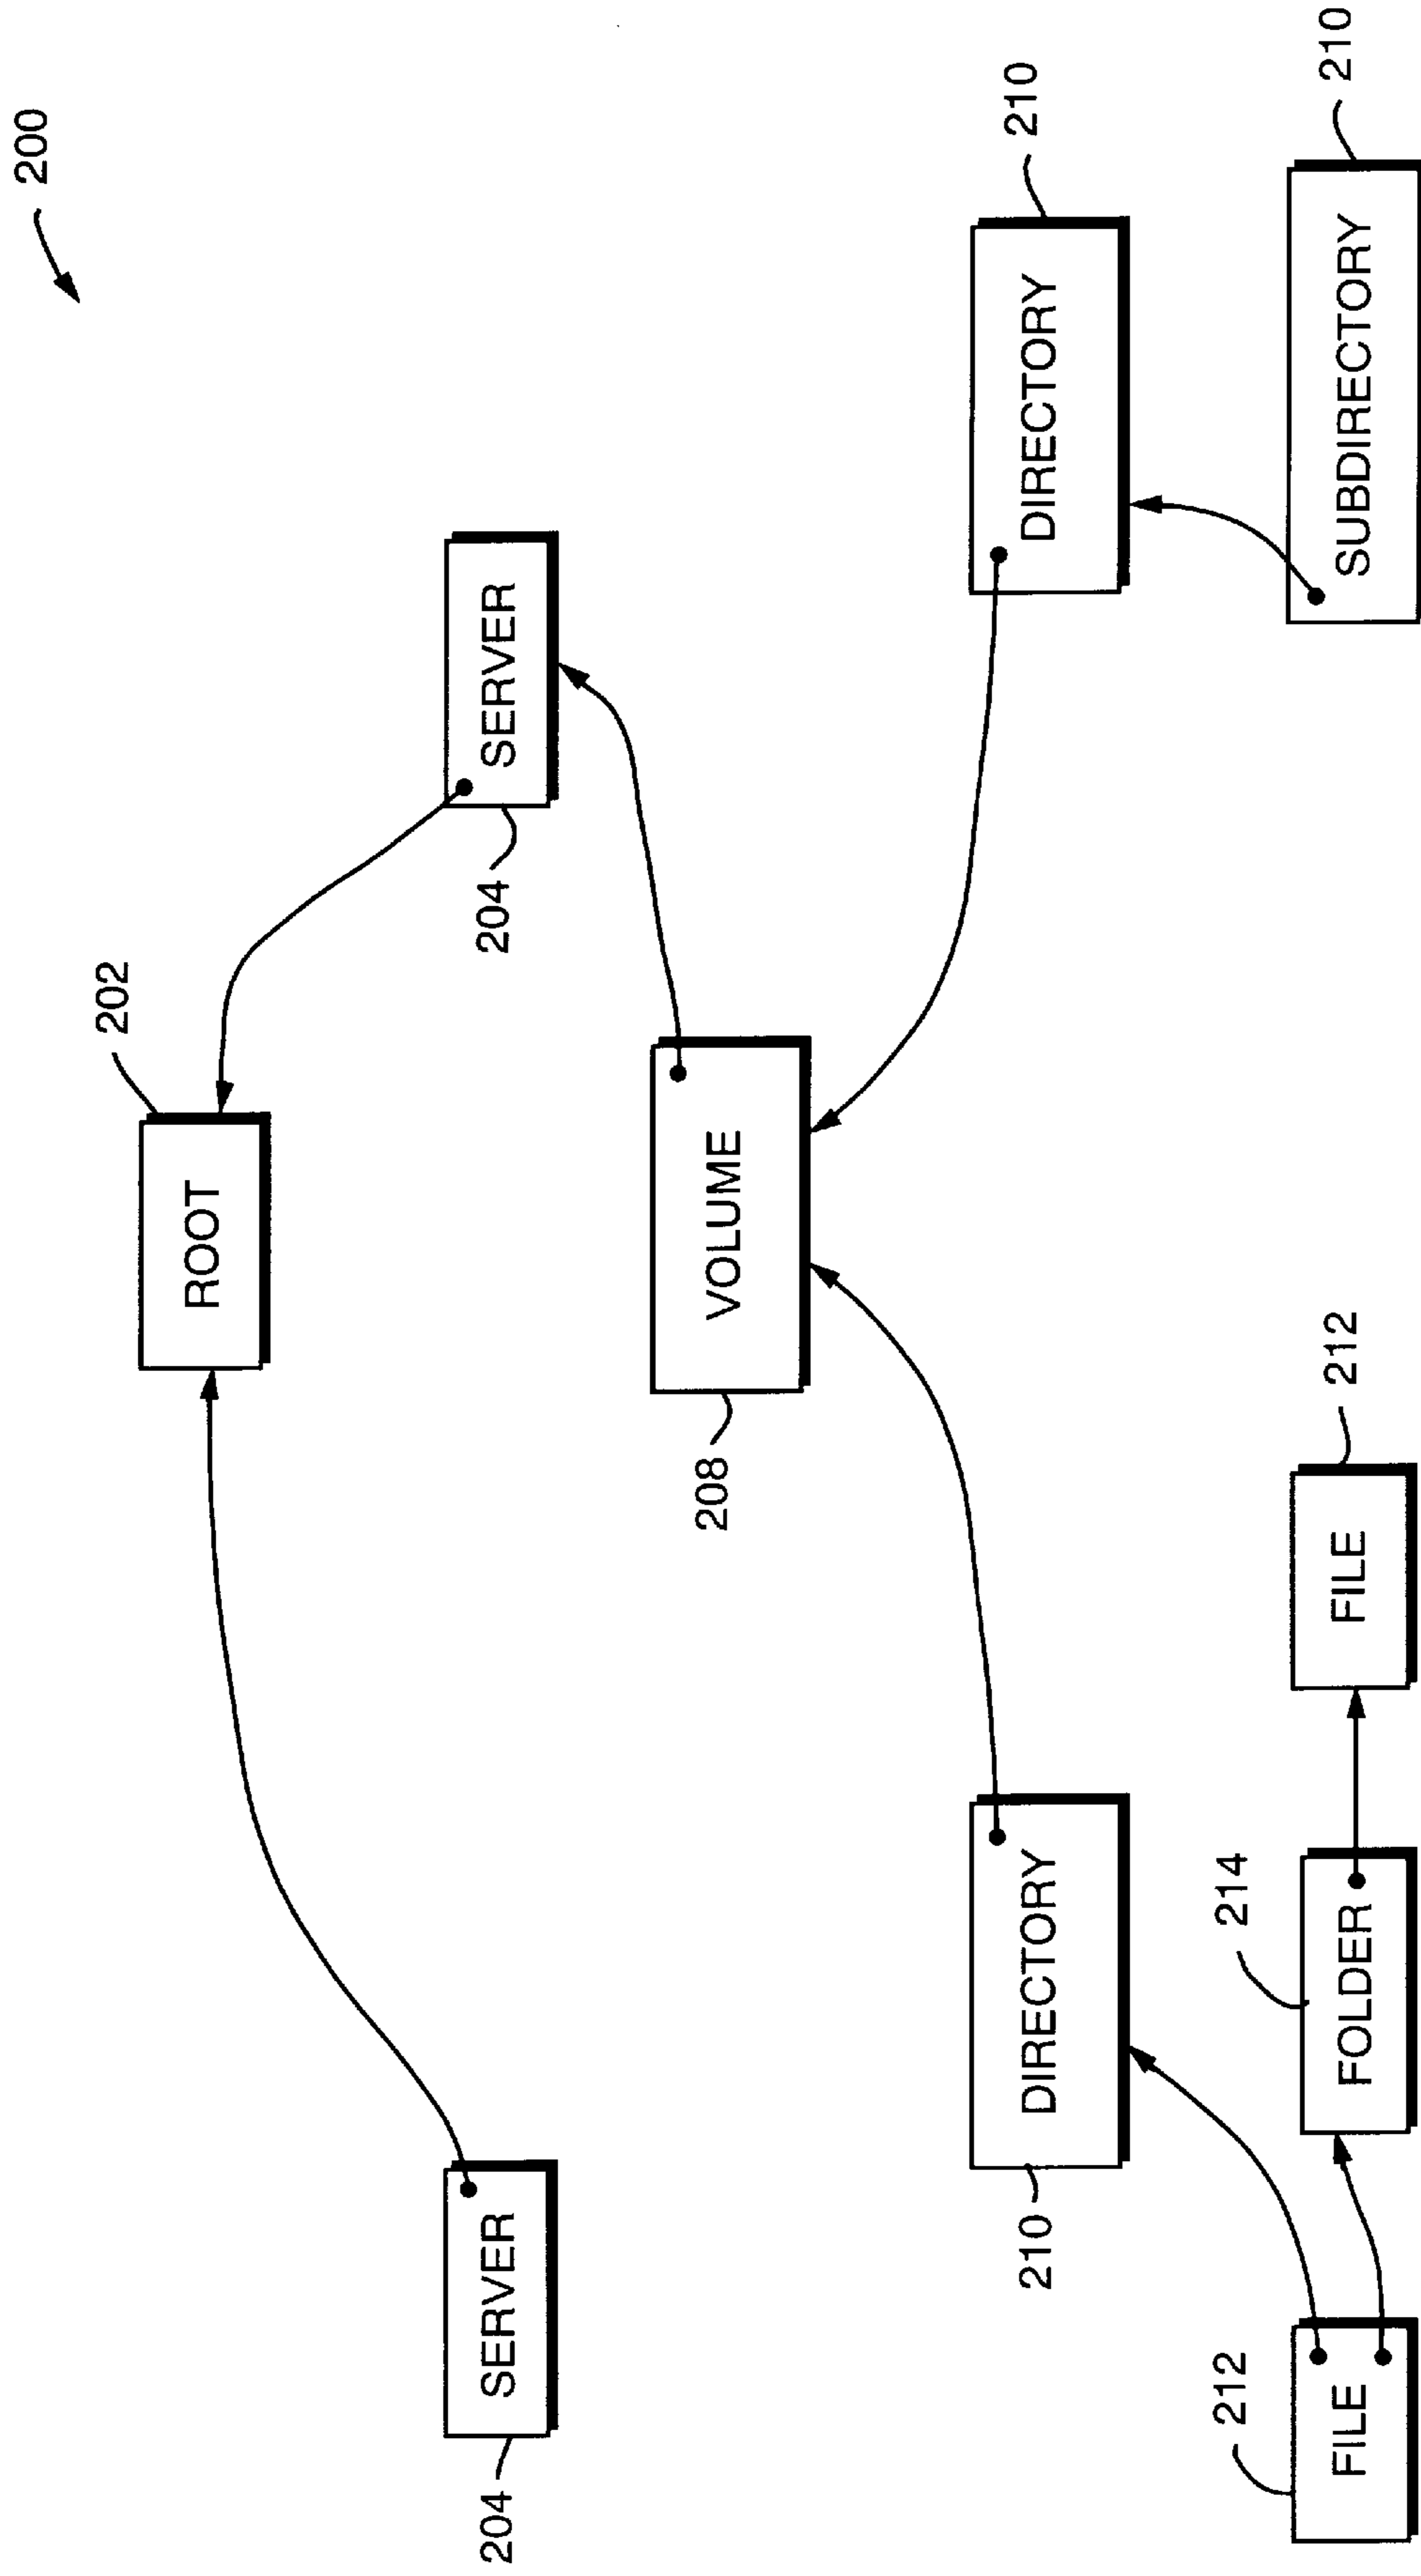 200
202
ROOT
204
SERVER
SERVER
204
208
VOLUME
210
DIRECTORY
DIRECTORY
210
212
FILE
214
FOLDER
212
FILE
SUBDIRECTORY
210